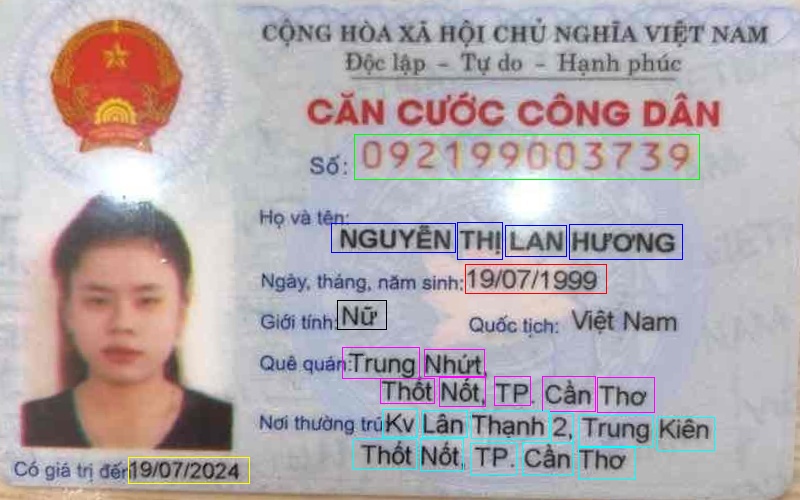 CỘNG HÒA XÃ HỘI CHỦ NGHĨA VIỆT NAM
Độc lập - Tự do - Hạnh phúc
CĂN CƯỚC CÔNG DÂN
Số: 092199003739
Họ và tên:
NGUYỄN THỊ LAN HƯƠNG
Ngày, tháng, năm sinh: 19/07/1999
Giới tính: Nữ Quốc tịch: Việt Nam
Quê quán: Trung Nhứt,
Thốt Nốt, TP. Cần Thơ
Nơi thường trú: Kv Lân Thạnh 2, Trung Kiên
Thốt Nốt, TP. Cần Thơ
Có giá trị đến: 19/07/2024